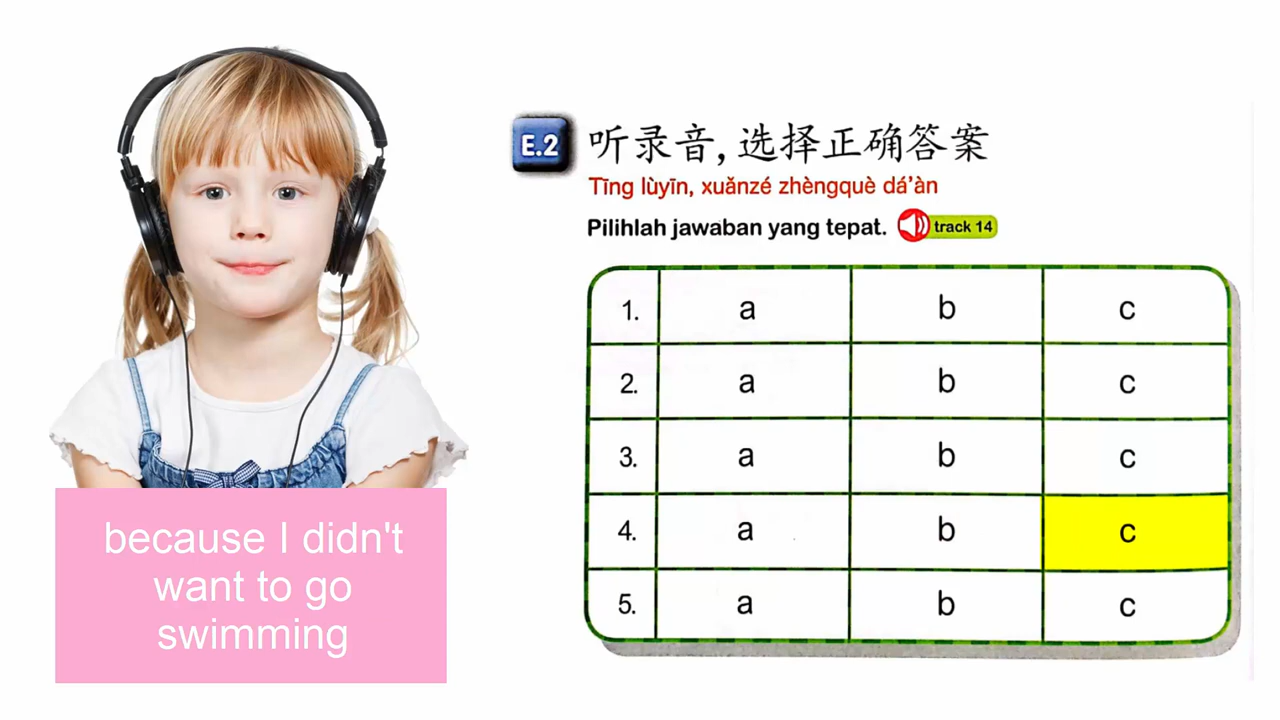 E.2 听录音,选择正确答案
Tīng lùyīn, xuǎnzé zhèngquè dá'àn
Pilihlah jawaban yang tepat. track 14
1. a b c
2. a b c
3. a b c
4. a b c
5. a b c
because I didn't
want to go
swimming